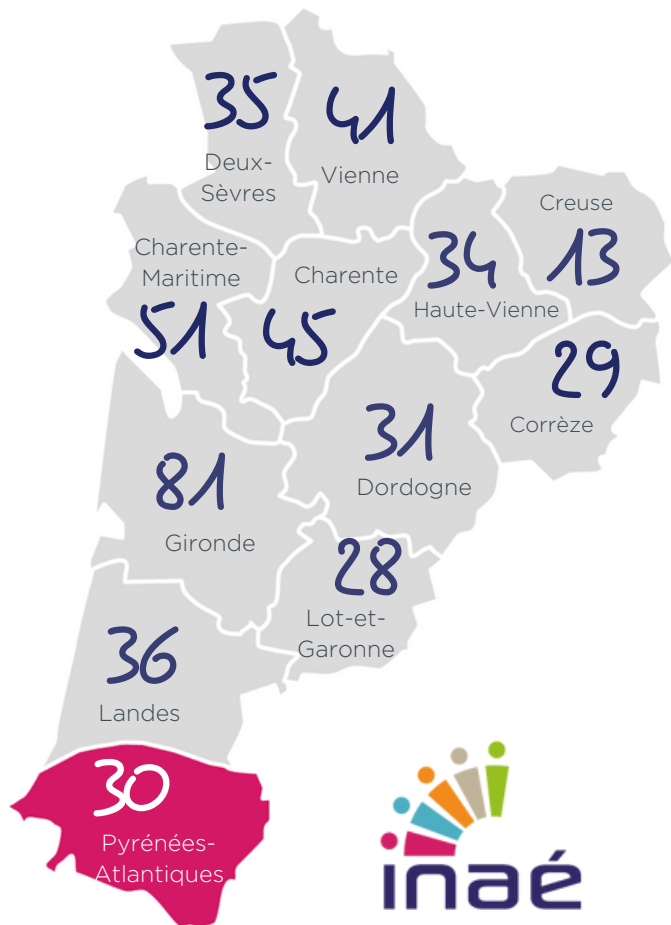 35
Deux-
Sèvres
41
Vienne
Creuse
13
Charente-
Maritime
51
Charente
45
34
Haute-Vienne
29
Corrèze
31
Dordogne
81
Gironde
28
Lot-et-
Garonne
36
Landes
30
Pyrénées-
Atlantiques
inaé